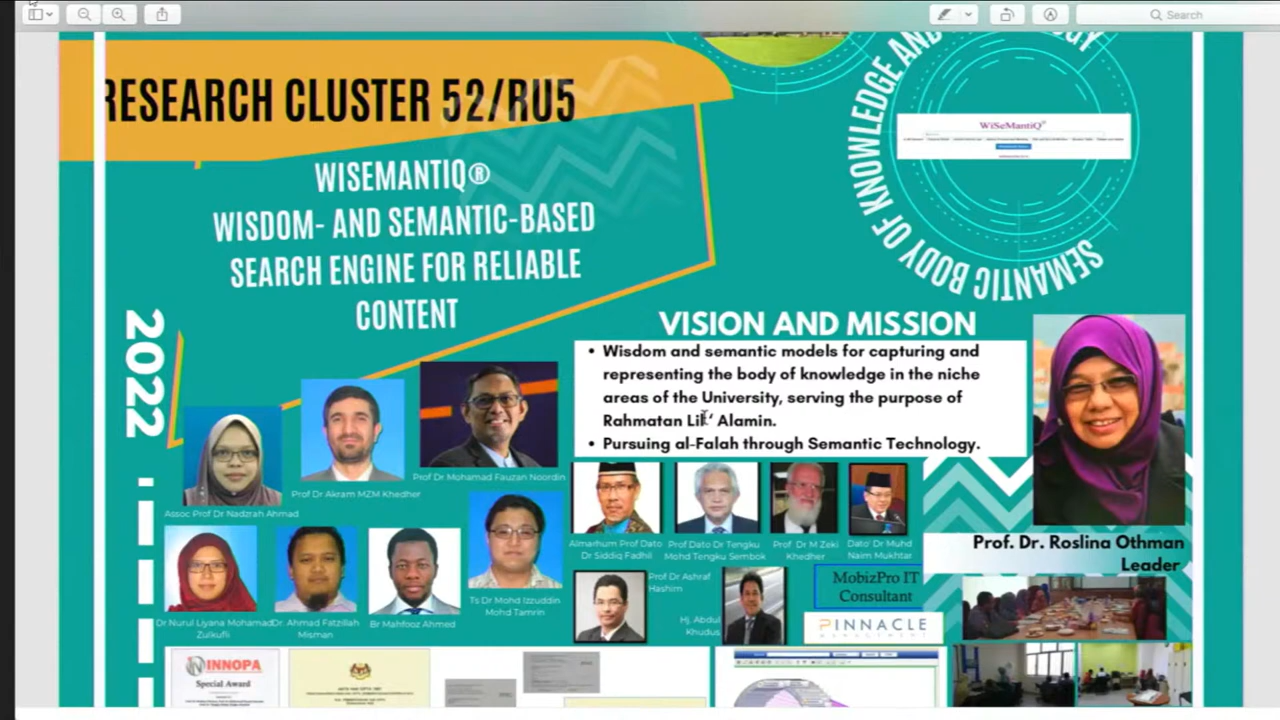 Search
RESEARCH CLUSTER 52/RU5
WISEMANTIQ®
WISDOM- AND SEMANTIC-BASED
SEARCH ENGINE FOR RELIABLE
CONTENT
SEMANTIC BODY OF KNOWLEDGE AND
WiSeMantiQ®
2022
VISION AND MISSION
• Wisdom and semantic models for capturing and
representing the body of knowledge in the niche
areas of the University, serving the purpose of
Rahmatan Lil' Alamin.
• Pursuing al-Falah through Semantic Technology.
Prof. Dr. Roslina Othman
Leader
Assoc Prof Dr Nadzrah Ahmad
Prof Dr Akram MZM Khedher
Prof Dr Mohamad Fauzan Noordin
Dr Nurul Liyana Mohamad
Zulkufli
Dr Ahmad Fatzillah
Misman
Br Mahfooz Ahmed
Ts Dr Mohd Izzuddin
Mohd Tamrin
Almarhum Prof Dato
Dr Siddiq Fadhil
Prof Dato Dr Tengku
Mohd Tengku Sembok
Prof Dr M Zeki
Khedher
Dato' Dr Muhd
Naim Mukhtar
Prof Dr Ashraf
Hashim
Hj. Abdul
Khudus
MobizPro IT
Consultant
PINNACLE
MANAGEMENT
INNOPA
Special Award